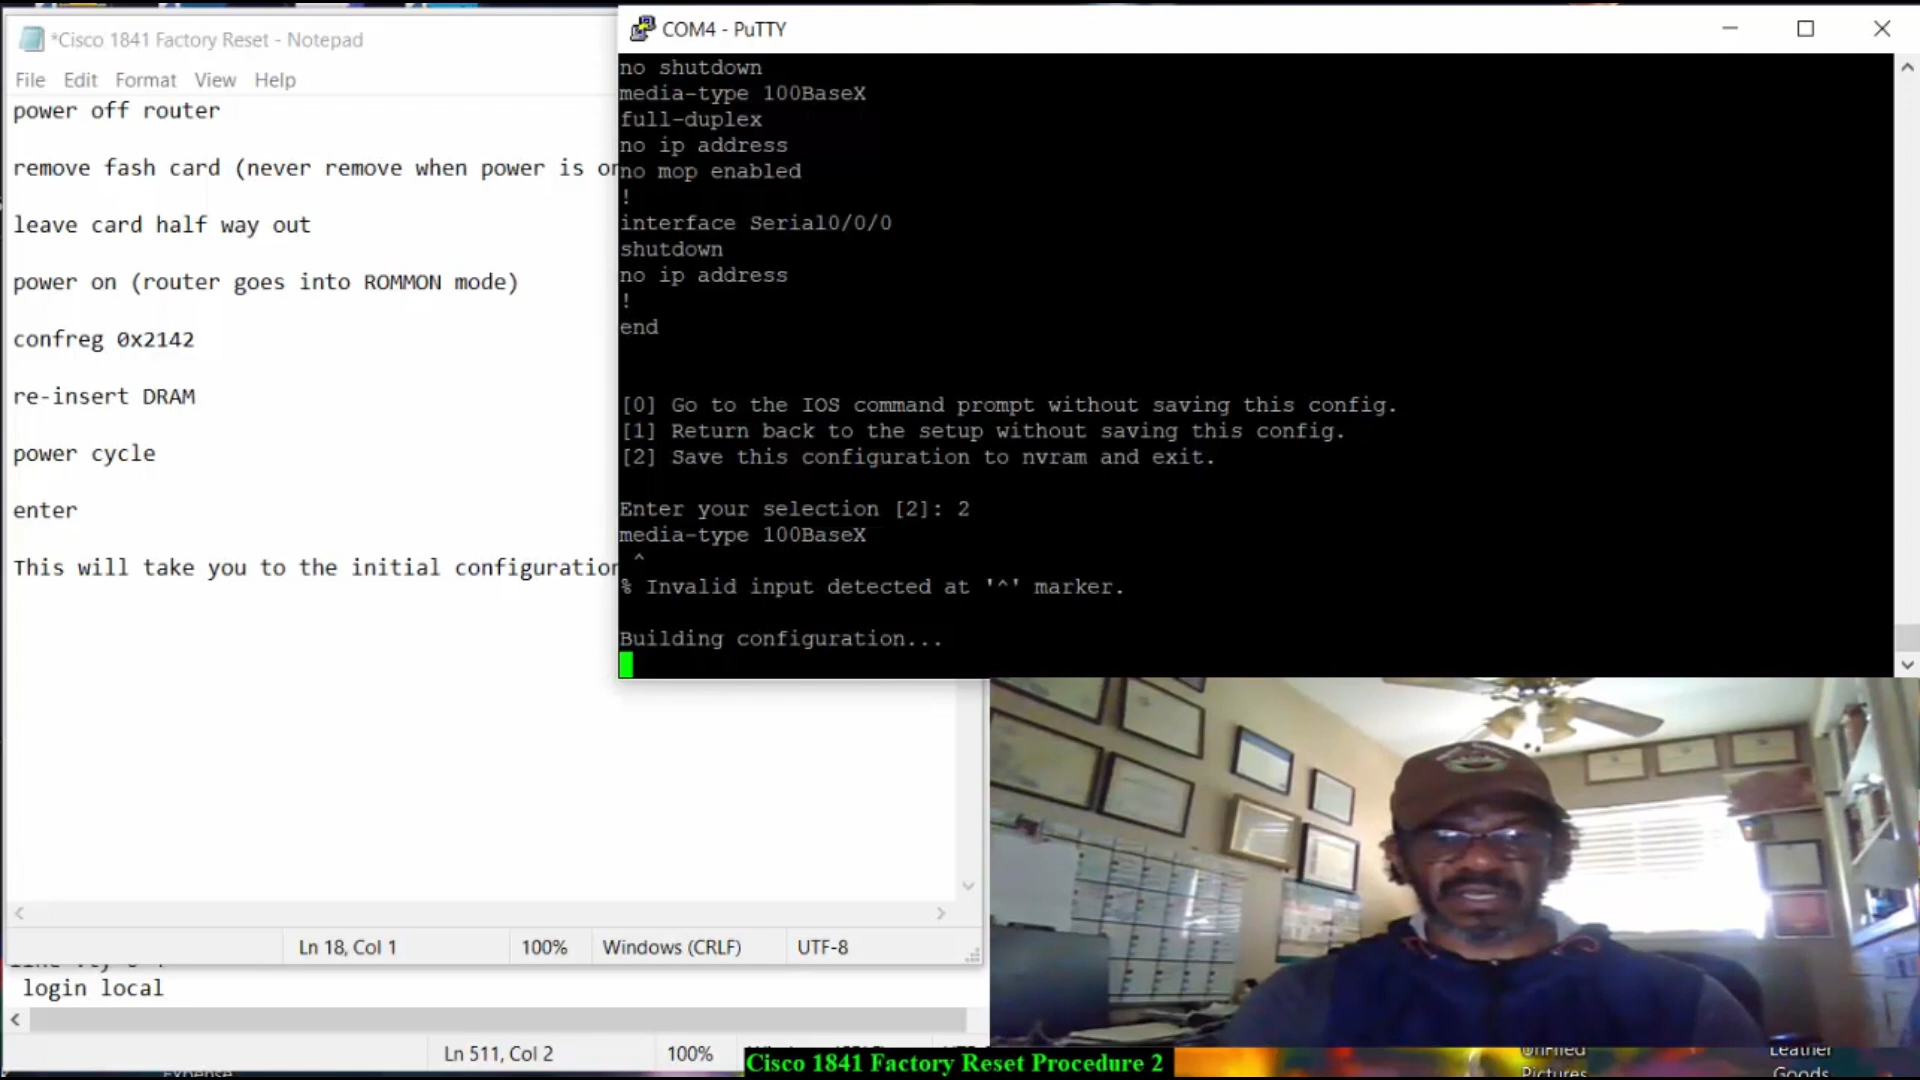 *Cisco 1841 Factory Reset - Notepad
File Edit Format View Help
power off router
remove fash card (never remove when power is on
leave card half way out
power on (router goes into ROMMON mode)
confreg 0x2142
re-insert DRAM
power cycle
enter
This will take you to the initial configuration
Ln 18, Col 1 100% Windows (CRLF) UTF-8
login local
Ln 511, Col 2 100%
COM4 - PuTTY
no shutdown
media-type 100BaseX
full-duplex
no ip address
no mop enabled
!
interface Serial0/0/0
shutdown
no ip address
!
end
[0] Go to the IOS command prompt without saving this config.
[1] Return back to the setup without saving this config.
[2] Save this configuration to nvram and exit.
Enter your selection [2]: 2
media-type 100BaseX
^
% Invalid input detected at '^' marker.
Building configuration...
Cisco 1841 Factory Reset Procedure 2
Unfiled
Pictures
Leather
Goods